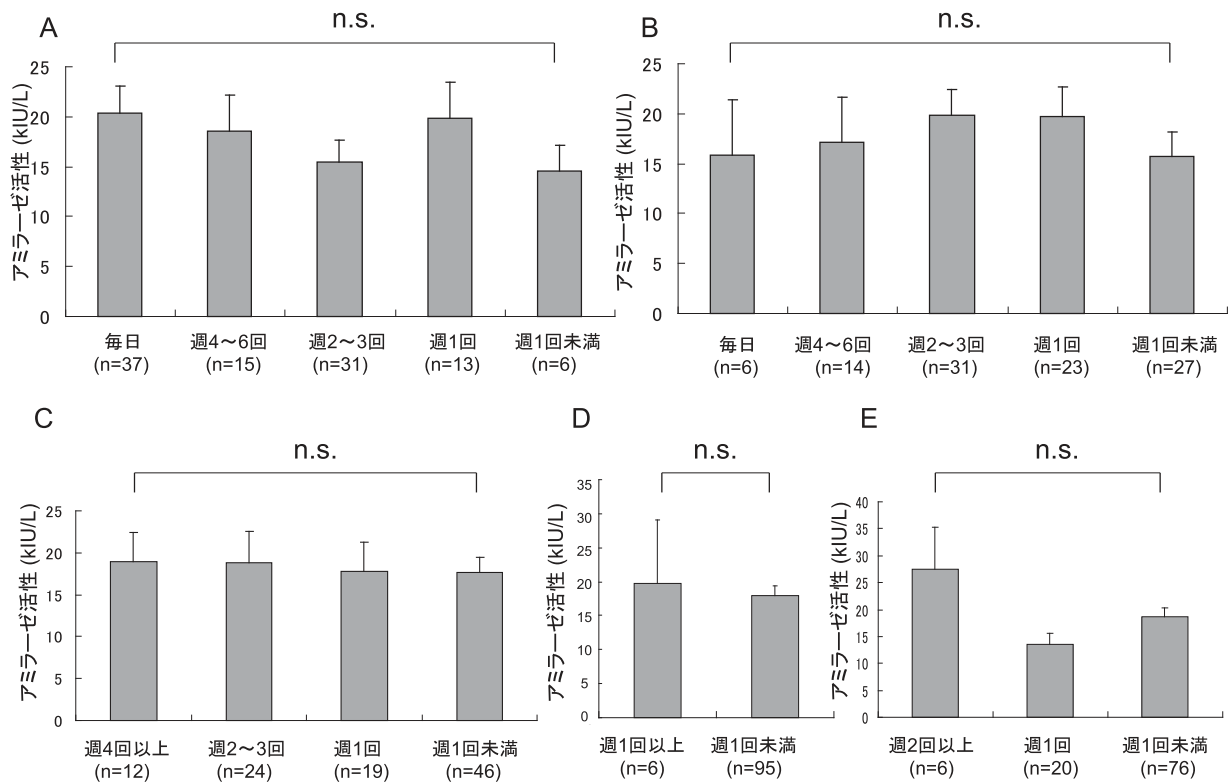 A
n.s.
アミラーゼ活性 (kIU/L)
25
20
15
10
5
0
毎日
(n=37)
週4～6回
(n=15)
週2～3回
(n=31)
週1回
(n=13)
週1回未満
(n=6)
B
n.s.
アミラーゼ活性 (kIU/L)
25
20
15
10
5
0
毎日
(n=6)
週4～6回
(n=14)
週2～3回
(n=31)
週1回
(n=23)
週1回未満
(n=27)
C
n.s.
アミラーゼ活性 (kIU/L)
25
20
15
10
5
0
週4回以上
(n=12)
週2～3回
(n=24)
週1回
(n=19)
週1回未満
(n=46)
D
n.s.
アミラーゼ活性 (kIU/L)
35
30
25
20
15
10
5
0
週1回以上
(n=6)
週1回未満
(n=95)
E
n.s.
アミラーゼ活性 (kIU/L)
40
35
30
25
20
15
10
5
0
週2回以上
(n=6)
週1回
(n=20)
週1回未満
(n=76)